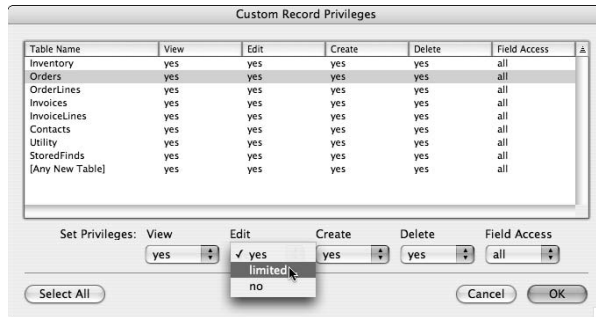 Custom Record Privileges
Table Name View Edit Create Delete Field Access
Inventory yes yes yes yes all
Orders yes yes yes yes all
OrderLines yes yes yes yes all
Invoices yes yes yes yes all
InvoiceLines yes yes yes yes all
Contacts yes yes yes yes all
Utility yes yes yes yes all
StoredFinds yes yes yes yes all
[Any New Table] yes yes yes yes all
Set Privileges: View Edit Create Delete Field Access
yes ✓ yes yes yes all
limited
no
Select All Cancel OK